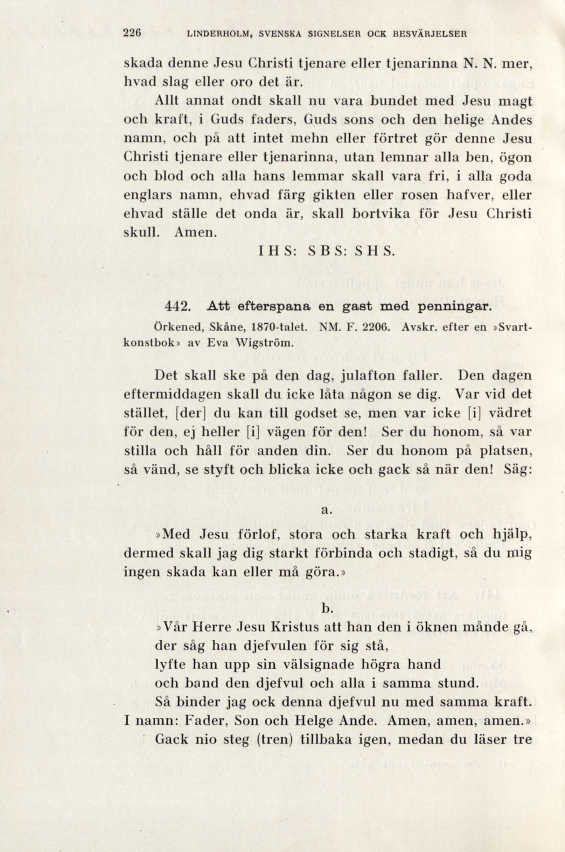 226 LINDERHOLM, SVENSKA SIGNELSER OCK BESVÄRJELSER
skada denne Jesu Christi tjenare eller tjenarinna N. N. mer,
hvad slag eller oro det är.
Allt annat ondt skall nu vara bundet med Jesu magt
och kraft, i Guds faders, Guds sons och den helige Andes
namn, och på att intet mehn eller förtret gör denne Jesu
Christi tjenare eller tjenarinna, utan lemnar alla ben, ögon
och blod och alla hans lemmar skall vara fri, i alla goda
englars namn, ehvad färg gikten eller rosen hafver, eller
ehvad ställe det onda är, skall bortvika för Jesu Christi
skull. Amen.
I H S: S B S: S H S.
442. Att efterspana en gast med penningar.
Örkened, Skåne, 1870-talet. NM. F. 2206. Avskr. efter en »Svart-
konstbok» av Eva Wigström.
Det skall ske på den dag, julafton faller. Den dagen
eftermiddagen skall du icke låta någon se dig. Var vid det
stället, [der] du kan till godset se, men var icke [i] vädret
för den, ej heller [i] vägen för den! Ser du honom, så var
stilla och håll för anden din. Ser du honom på platsen,
så vänd, se styft och blicka icke och gack så när den! Säg:
a.
»Med Jesu förlof, stora och starka kraft och hjälp,
dermed skall jag dig starkt förbinda och stadigt, så du mig
ingen skada kan eller må göra.»
b.
»Vår Herre Jesu Kristus att han den i öknen månde gå,
der såg han djefvulen för sig stå,
lyfte han upp sin välsignade högra hand
och band den djefvul och alla i samma stund.
Så binder jag ock denna djefvul nu med samma kraft.
I namn: Fader, Son och Helge Ande. Amen, amen, amen.»
Gack nio steg (tren) tillbaka igen, medan du läser tre